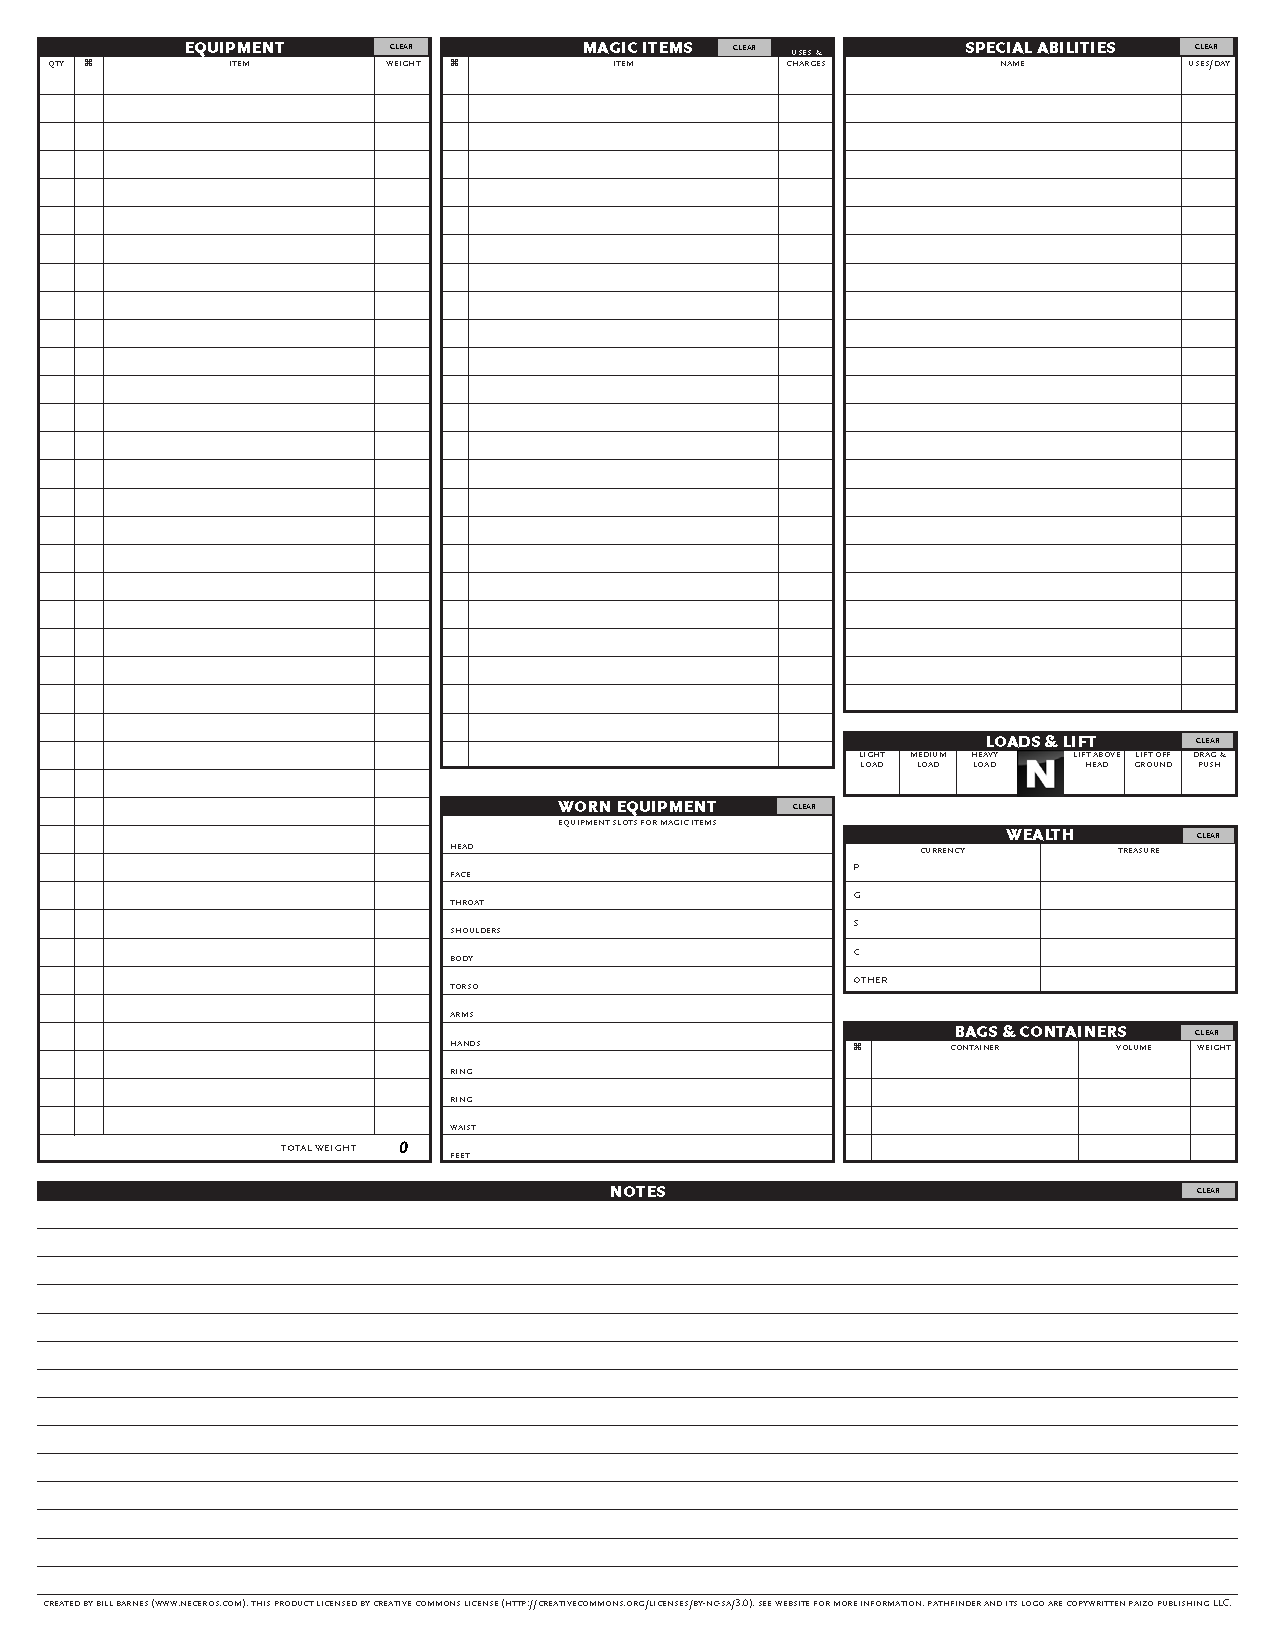 EQUIPMENT CLEAR
QTY ⌘ ITEM WEIGHT
TOTAL WEIGHT 0
MAGIC ITEMS CLEAR USES &
⌘ ITEM CHARGES
WORN EQUIPMENT CLEAR
EQUIPMENT SLOTS FOR MAGIC ITEMS
HEAD
FACE
THROAT
SHOULDERS
BODY
TORSO
ARMS
HANDS
RING
RING
WAIST
FEET
SPECIAL ABILITIES CLEAR
NAME USES/DAY
LOADS & LIFT CLEAR
LIGHT MEDIUM HEAVY LIFT ABOVE LIFT OFF DRAG &
LOAD LOAD LOAD N HEAD GROUND PUSH
WEALTH CLEAR
CURRENCY TREASURE
P
G
S
C
OTHER
BAGS & CONTAINERS CLEAR
⌘ CONTAINER VOLUME WEIGHT
NOTES CLEAR
CREATED BY BILL BARNES (WWW.NECEROS.COM). THIS PRODUCT LICENSED BY CREATIVE COMMONS LICENSE (HTTP://CREATIVECOMMONS.ORG/LICENSES/BY-NC-SA/3.0). SEE WEBSITE FOR MORE INFORMATION. PATHFINDER AND ITS LOGO ARE COPYWRITTEN PAIZO PUBLISHING LLC.